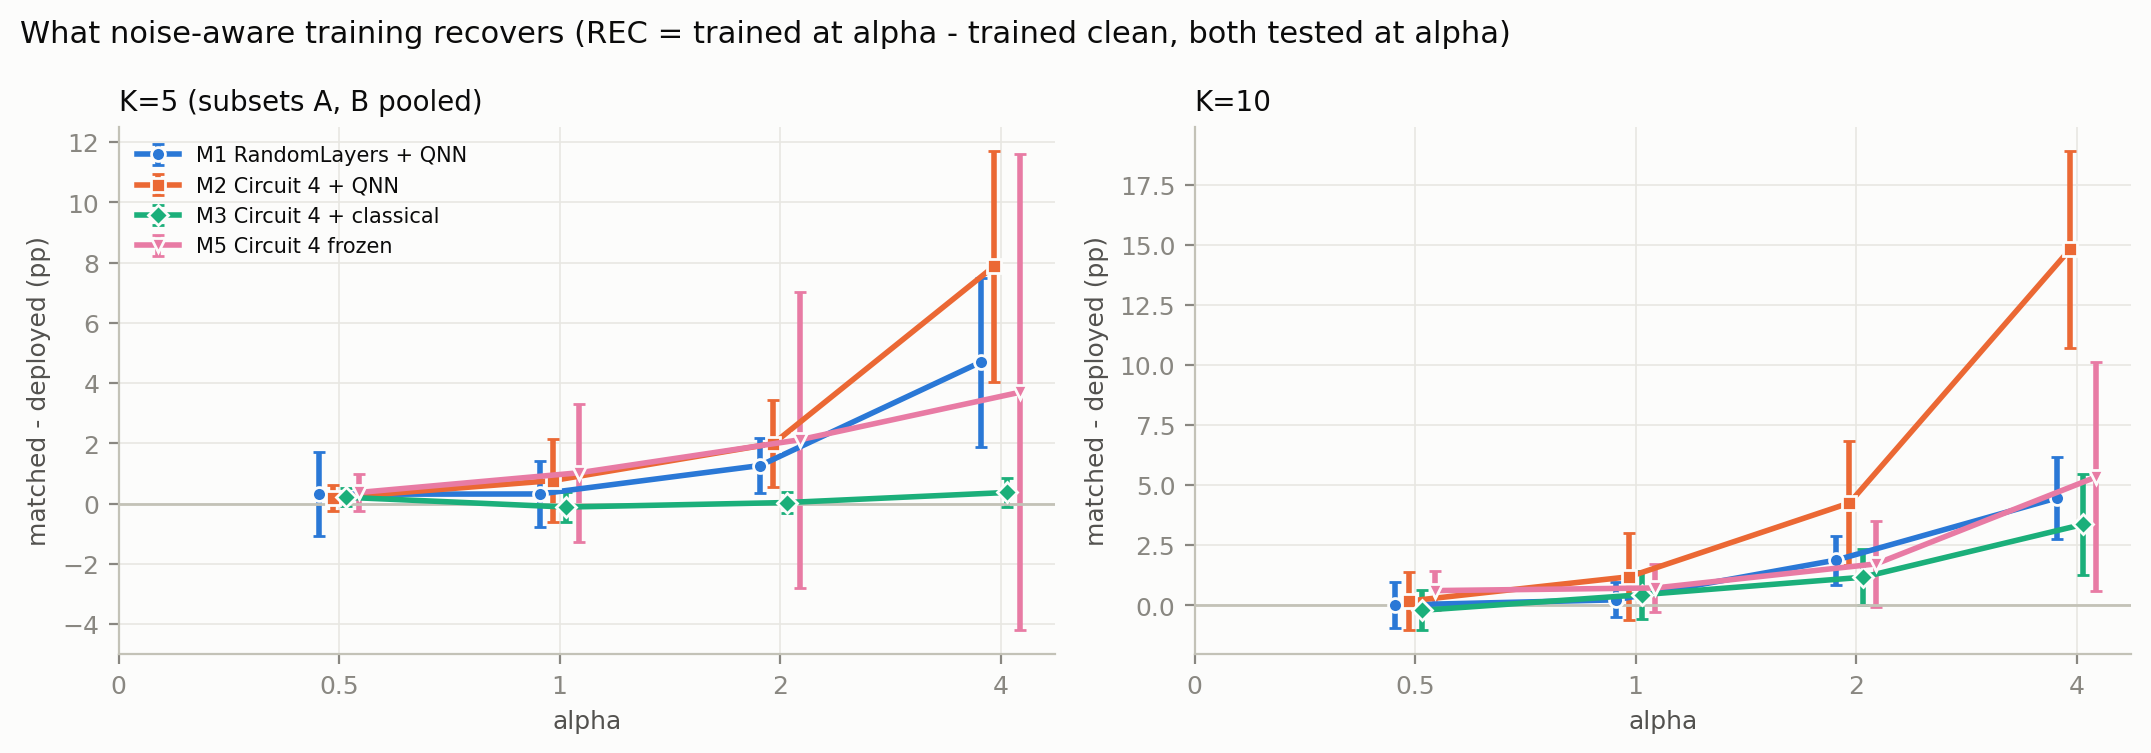 What noise-aware training recovers (REC = trained at alpha - trained clean, both tested at alpha)
K=5 (subsets A, B pooled)
12
10
8
6
4
2
0
−2
−4
matched - deployed (pp)
M1 RandomLayers + QNN
M2 Circuit 4 + QNN
M3 Circuit 4 + classical
M5 Circuit 4 frozen
0
0.5
1
2
4
alpha
K=10
17.5
15.0
12.5
10.0
7.5
5.0
2.5
0.0
matched - deployed (pp)
0
0.5
1
2
4
alpha